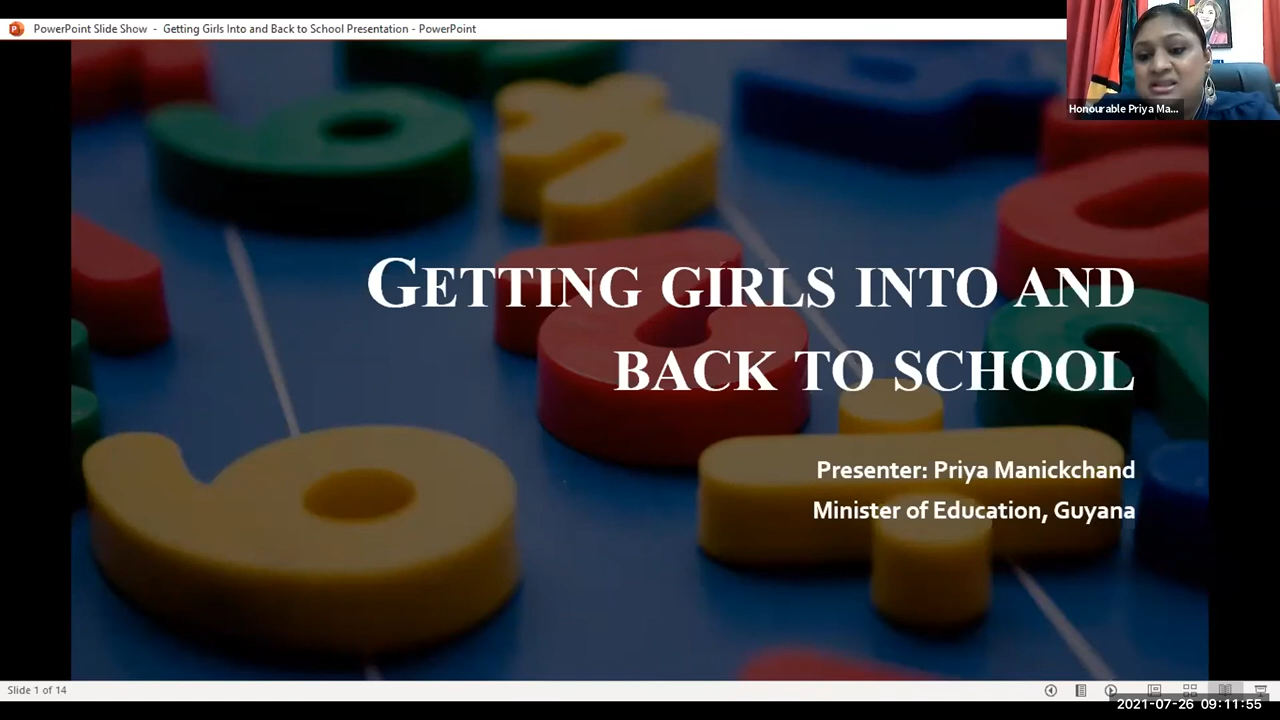 PowerPoint Slide Show - Getting Girls Into and Back to School Presentation - PowerPoint
Honourable Priya Ma...
GETTING GIRLS INTO AND
BACK TO SCHOOL
Presenter: Priya Manickchand
Minister of Education, Guyana
Slide 1 of 14
2021-07-26 09:11:55